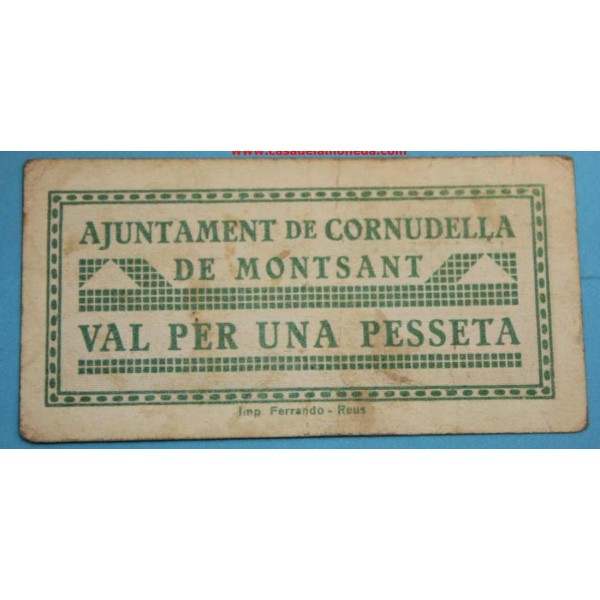 www.casadelamoneda.com
AJUNTAMENT DE CORNUDELLA
DE MONTSANT
VAL PER UNA PESSETA
Imp. Ferrando - Reus